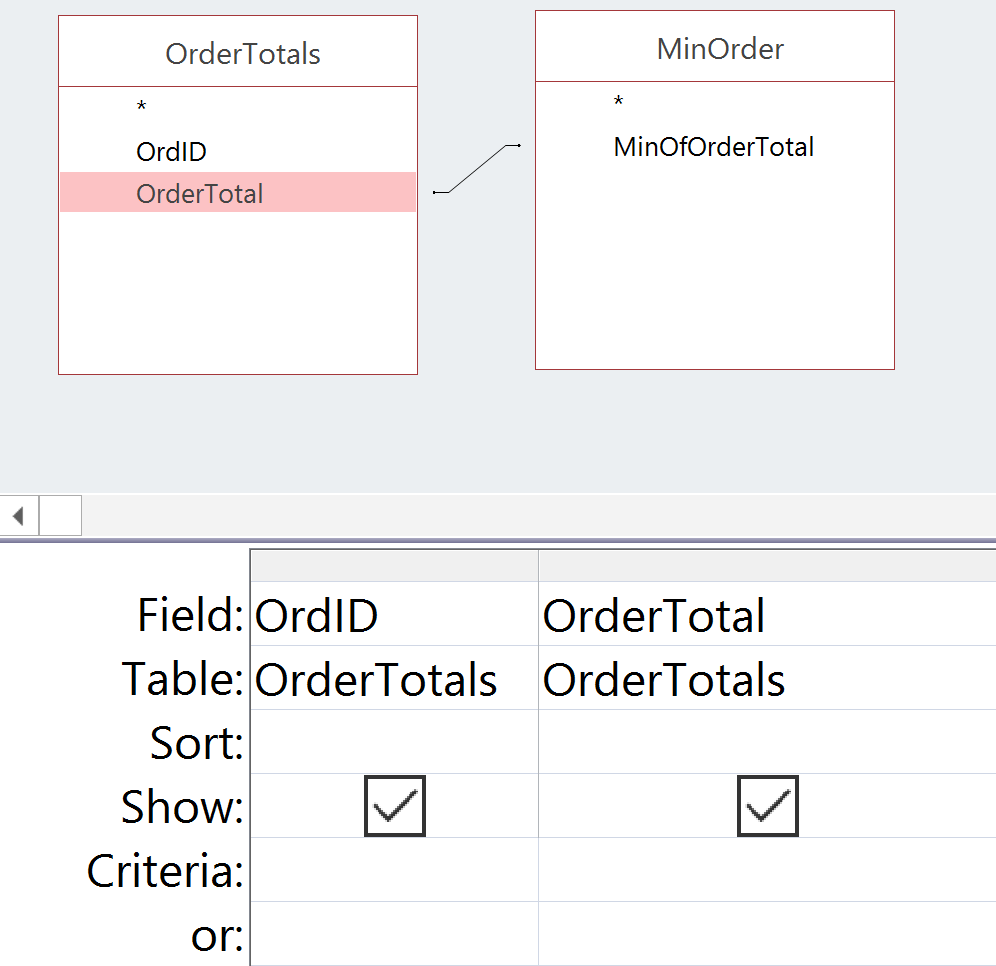 OrderTotals
*
OrdID
OrderTotal
MinOrder
*
MinOfOrderTotal
Field: OrdID OrderTotal
Table: OrderTotals OrderTotals
Sort:
Show:
Criteria:
or: